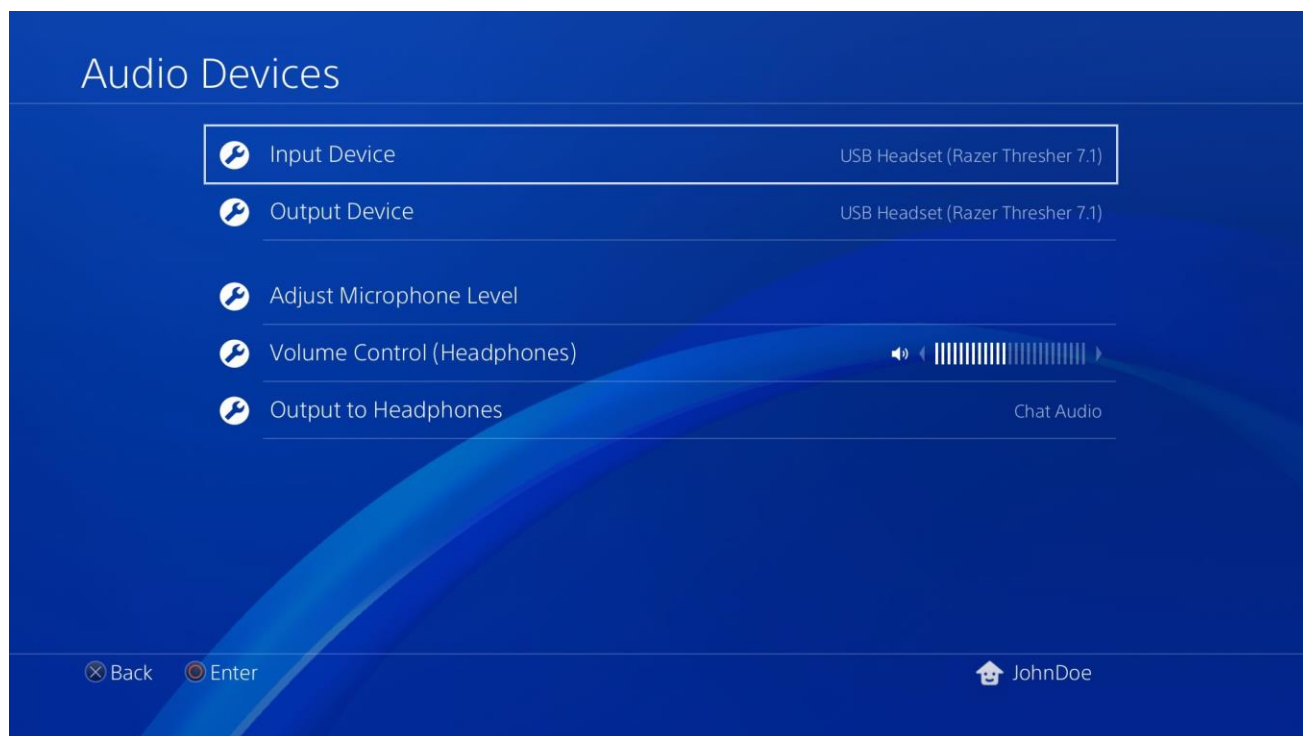 Audio Devices
Input Device USB Headset (Razer Thresher 7.1)
Output Device USB Headset (Razer Thresher 7.1)
Adjust Microphone Level
Volume Control (Headphones)
Output to Headphones Chat Audio
Back Enter JohnDoe